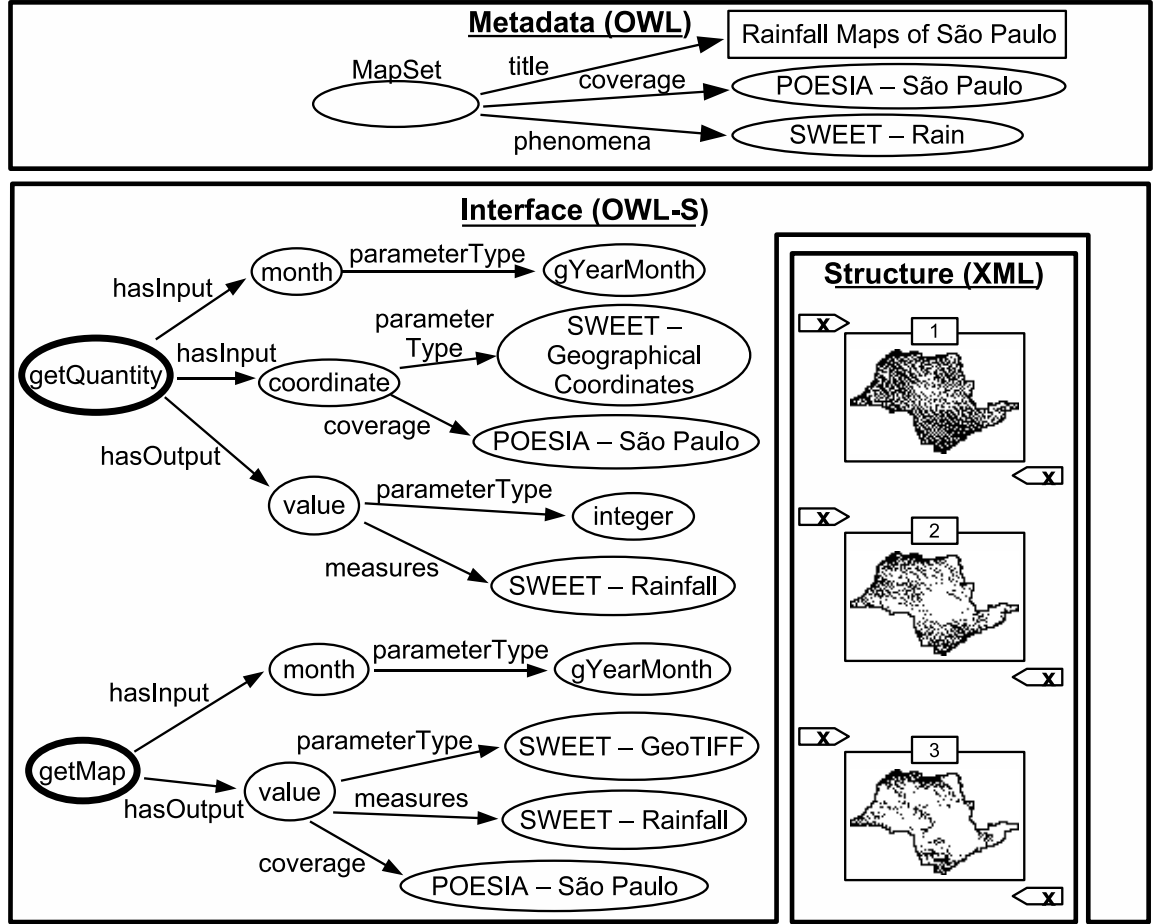 Metadata (OWL)
MapSet
title
Rainfall Maps of São Paulo
coverage
POESIA – São Paulo
phenomena
SWEET – Rain
Interface (OWL-S)
getQuantity
hasInput
month
parameterType
gYearMonth
hasInput
coordinate
parameter
Type
SWEET –
Geographical
Coordinates
coverage
POESIA – São Paulo
hasOutput
value
parameterType
integer
measures
SWEET – Rainfall
getMap
hasInput
month
parameterType
gYearMonth
hasOutput
value
parameterType
SWEET – GeoTIFF
measures
SWEET – Rainfall
coverage
POESIA – São Paulo
Structure (XML)
x
1
x
x
2
x
x
3
x